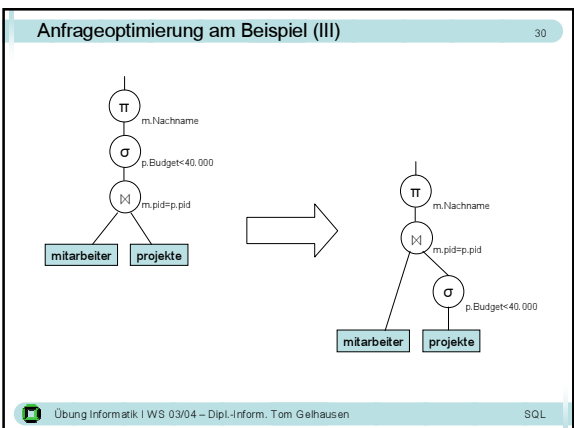 Anfrageoptimierung am Beispiel (III)
30
π
m.Nachname
σ
p.Budget<40.000
⋈
m.pid=p.pid
mitarbeiter
projekte
π
m.Nachname
⋈
m.pid=p.pid
σ
p.Budget<40.000
mitarbeiter
projekte
Übung Informatik I WS 03/04 – Dipl.-Inform. Tom Gelhausen
SQL